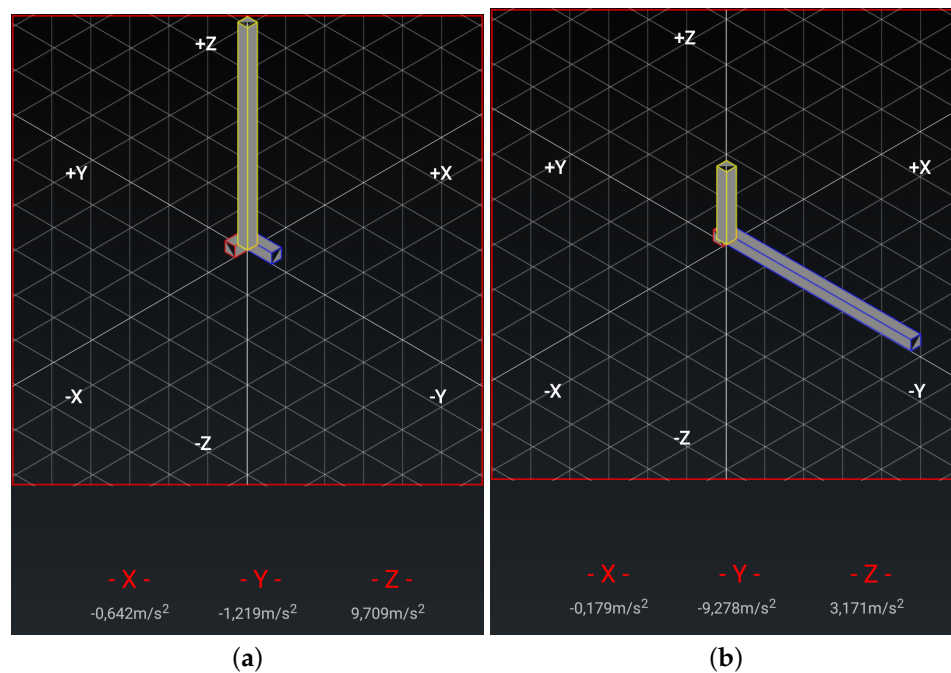 +Z
+Y
+X
-X
-Y
-Z
- X -
- Y -
- Z -
-0,642m/s²
-1,219m/s²
9,709m/s²
(a)
+Z
+Y
+X
-X
-Y
-Z
- X -
- Y -
- Z -
-0,179m/s²
-9,278m/s²
3,171m/s²
(b)